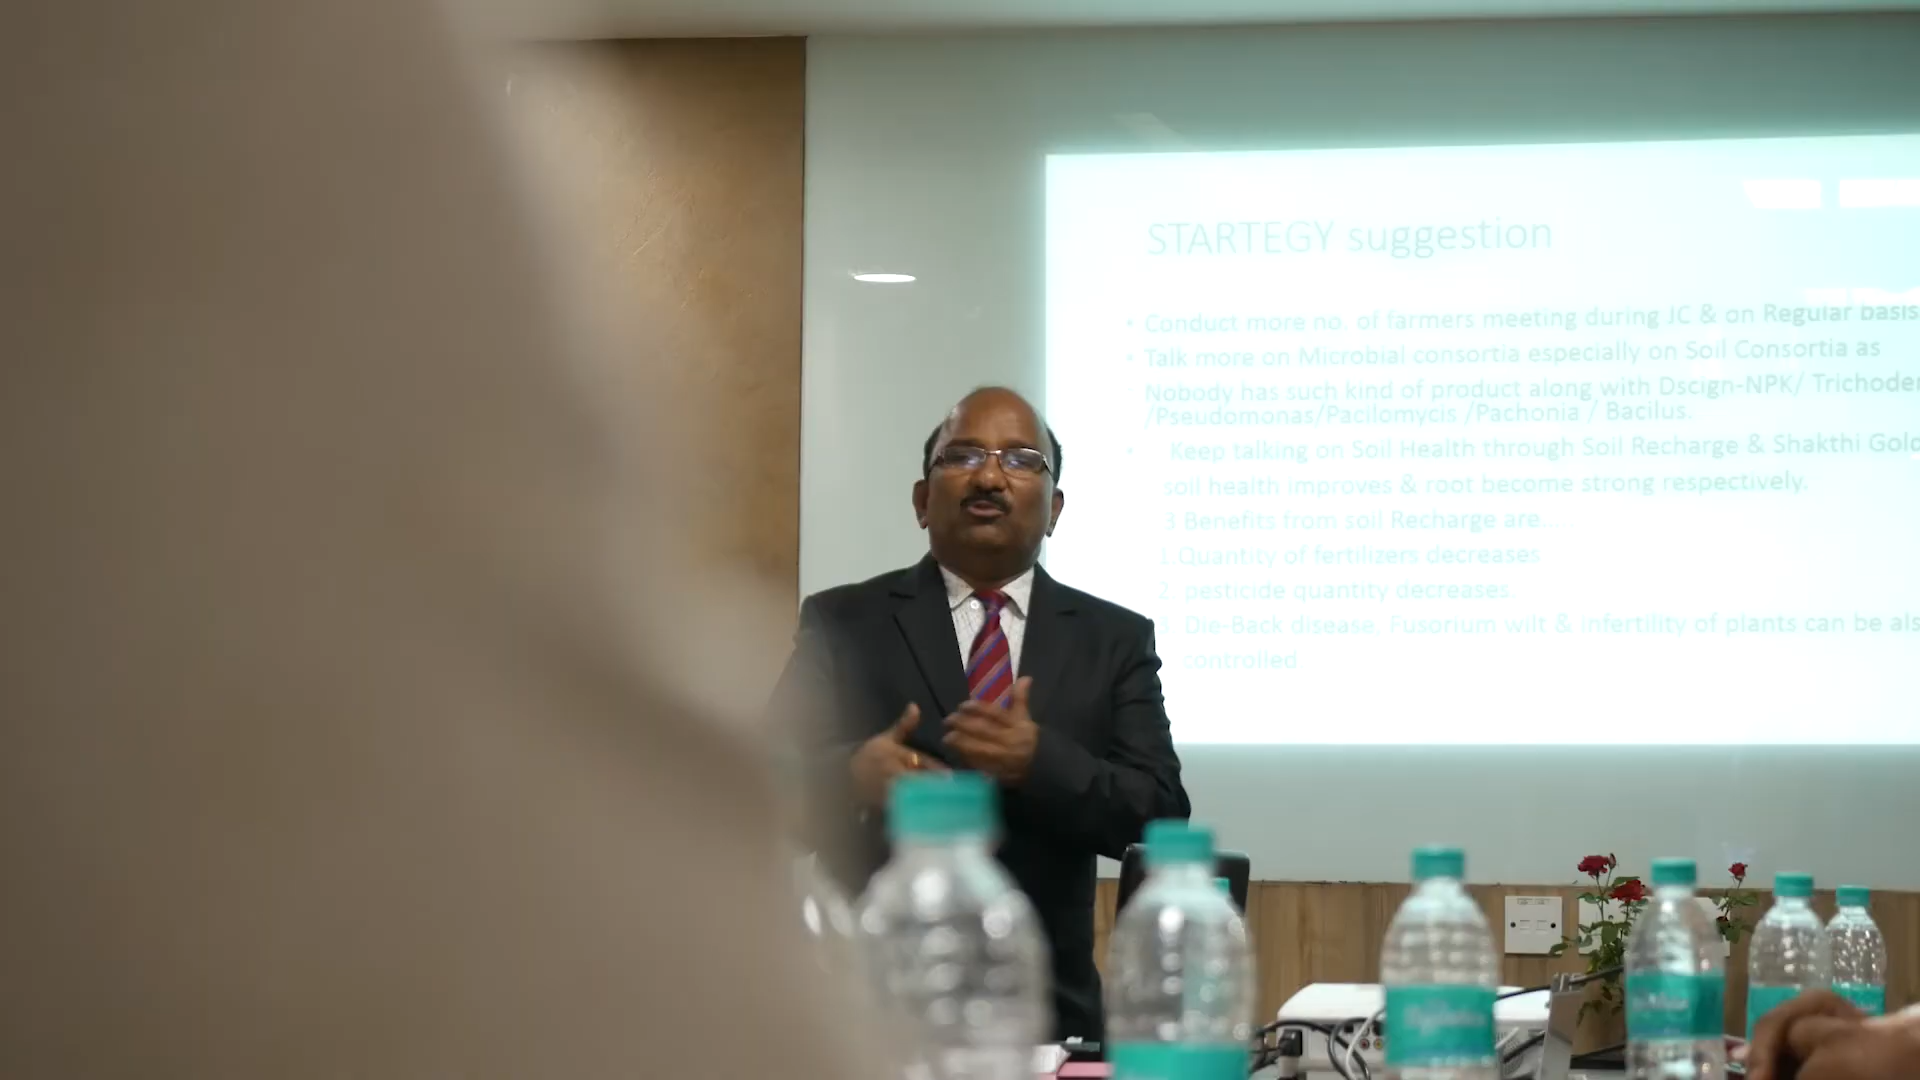 STARTEGY suggestion
• Conduct more no. of farmers meeting during JC & on Regular basis
• Talk more on Microbial consortia especially on Soil Consortia as
Nobody has such kind of product along with Dscign-NPK/ Trichoder
/Pseudomonas/Pacilomycis /Pachonia / Bacilus.
• Keep talking on Soil Health through Soil Recharge & Shakthi Gold
soil health improves & root become strong respectively.
3 Benefits from soil Recharge are.....
1.Quantity of fertilizers decreases
2. pesticide quantity decreases.
3 Die-Back disease, Fusorium wilt & infertility of plants can be als
controlled